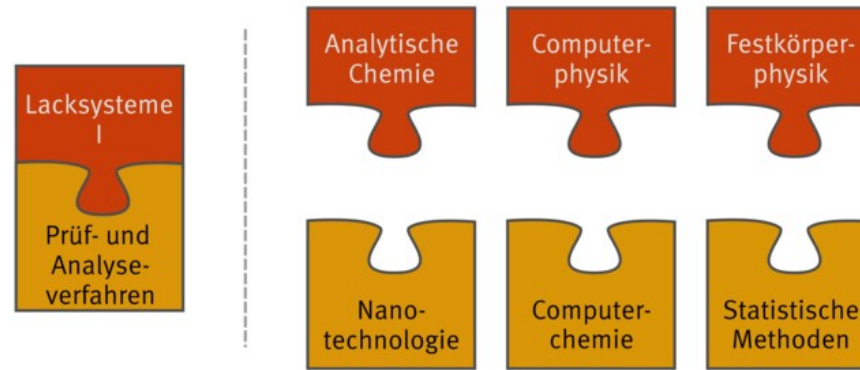 Lacksysteme
I
Prüf- und
Analyse-
verfahren
Analytische
Chemie
Computer-
physik
Festkörper-
physik
Nano-
technologie
Computer-
chemie
Statistische
Methoden